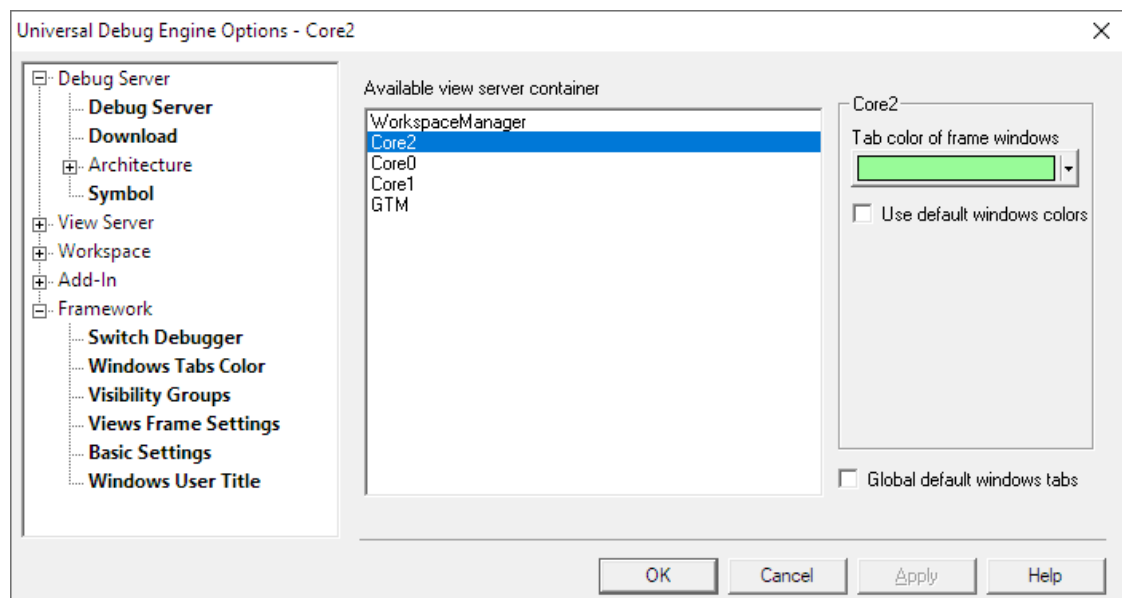 Universal Debug Engine Options - Core2
Debug Server
Debug Server
Download
Architecture
Symbol
View Server
Workspace
Add-In
Framework
Switch Debugger
Windows Tabs Color
Visibility Groups
Views Frame Settings
Basic Settings
Windows User Title
Available view server container
WorkspaceManager
Core2
Core0
Core1
GTM
Core2
Tab color of frame windows
Use default windows colors
Global default windows tabs
OK
Cancel
Apply
Help